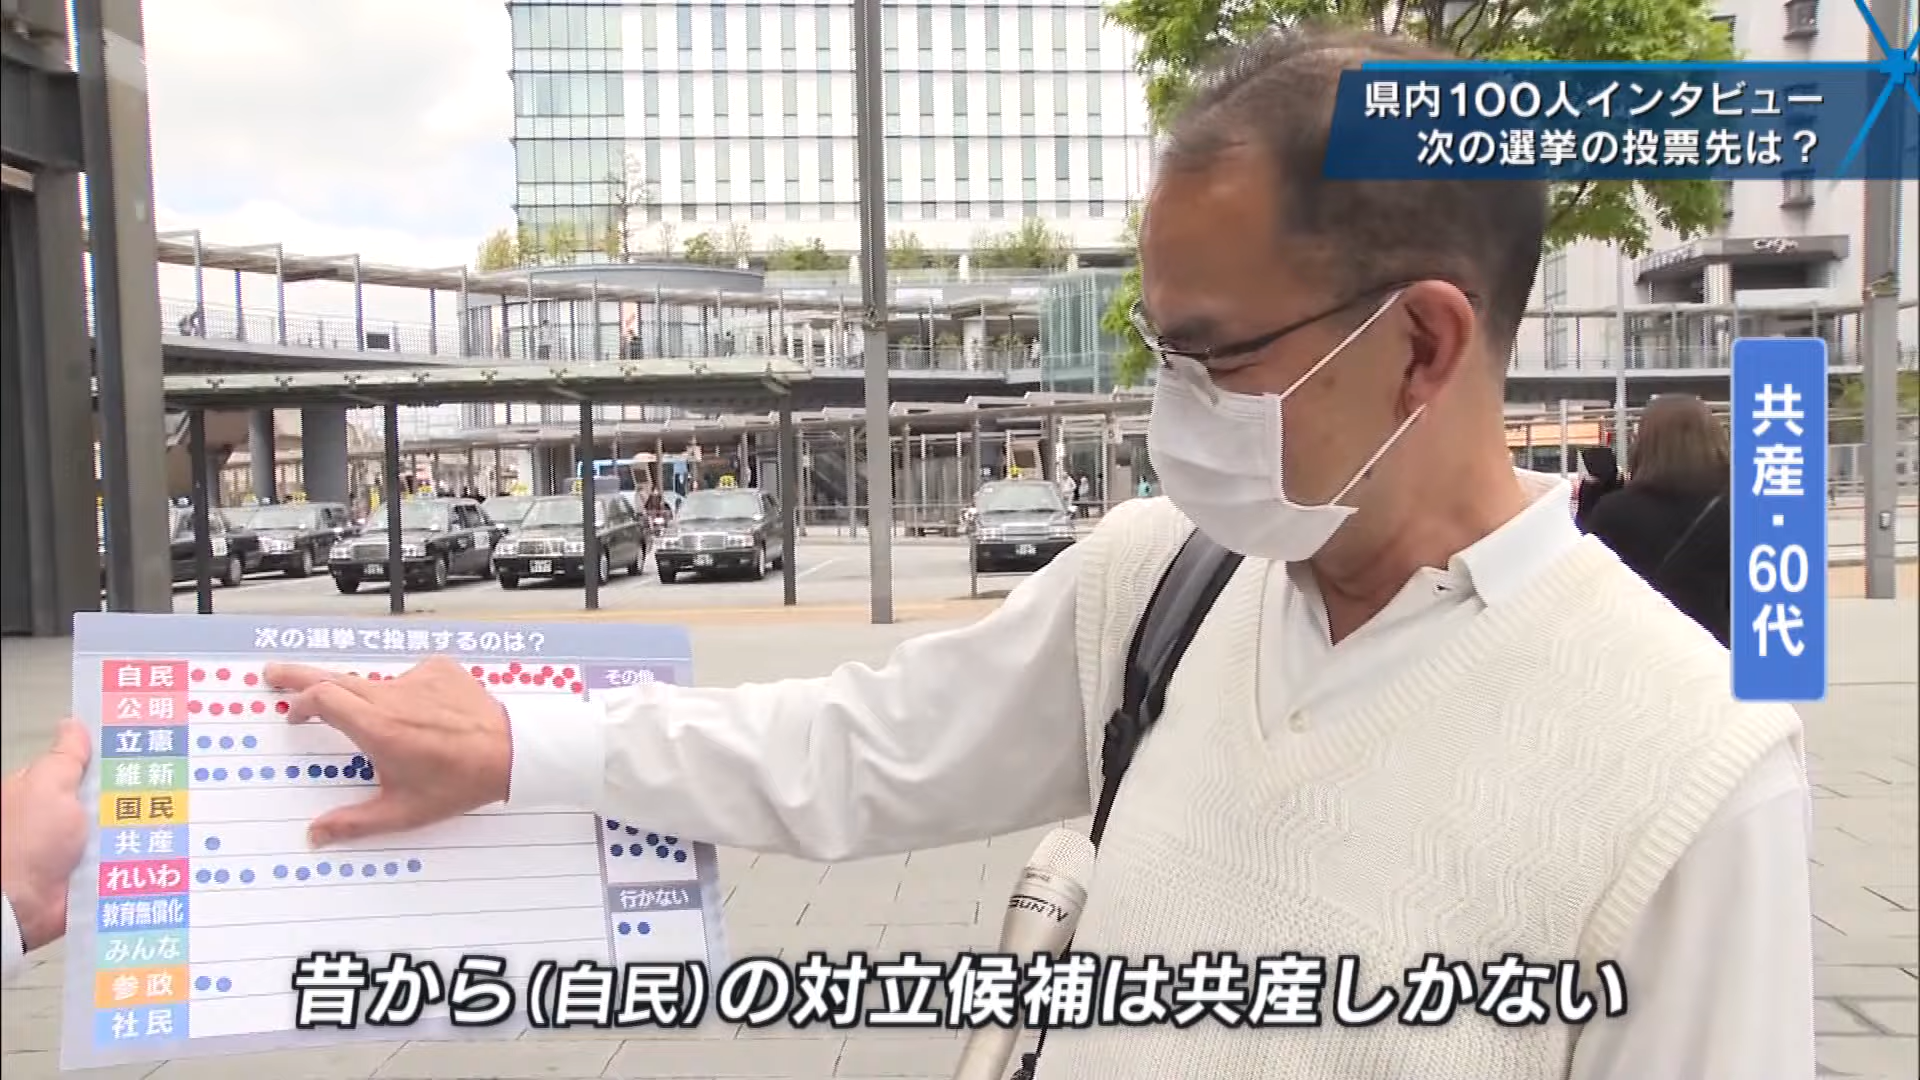 県内100人インタビュー
次の選挙の投票先は？
共産・60代
次の選挙で投票するのは？
自民
公明
立憲
維新
国民
共産
れいわ
教育無償化
みんな
参政
社民
その他
行かない
昔から（自民）の対立候補は共産しかない